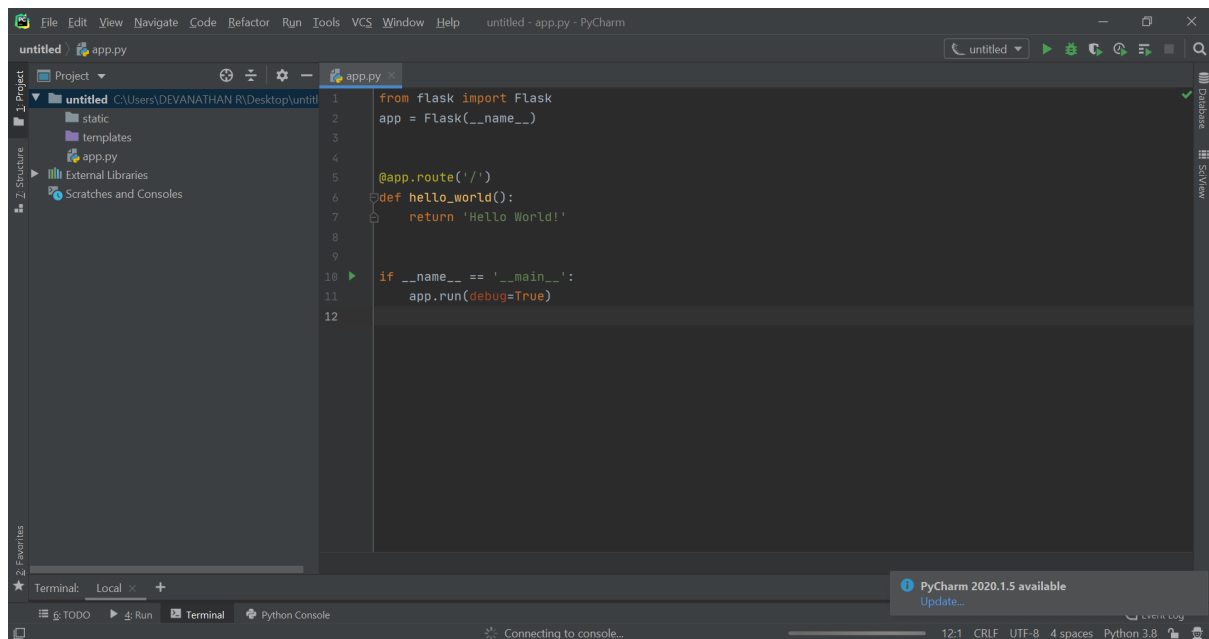 File Edit View Navigate Code Refactor Run Tools VCS Window Help untitled - app.py - PyCharm
untitled app.py untitled
1: Project
Project
app.py
untitled C:\Users\DEVANATHAN R\Desktop\untitl
static
templates
app.py
External Libraries
Scratches and Consoles
Z: Structure
2: Favorites
1 from flask import Flask
2 app = Flask(__name__)
3
4
5 @app.route('/')
6 def hello_world():
7 return 'Hello World!'
8
9
10 if __name__ == '__main__':
11 app.run(debug=True)
12
Database
SciView
Terminal: Local
PyCharm 2020.1.5 available
Update...
6: TODO 4: Run Terminal Python Console
Event Log
Connecting to console... 12:1 CRLF UTF-8 4 spaces Python 3.8